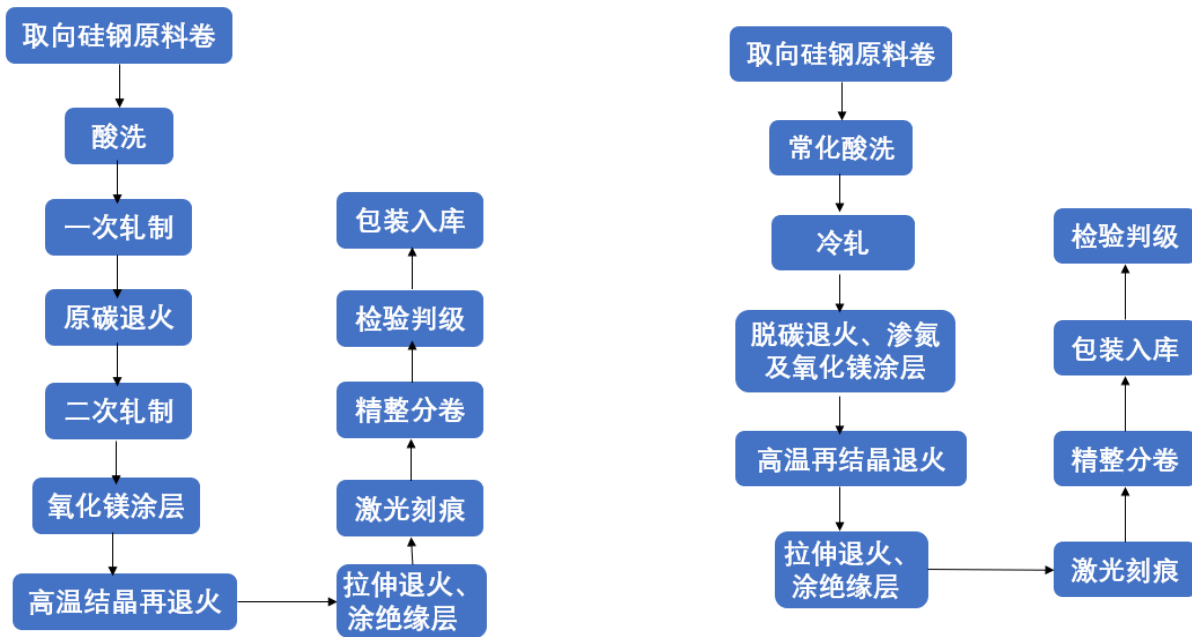 取向硅钢原料卷
酸洗
一次轧制
原碳退火
二次轧制
氧化镁涂层
高温结晶再退火
拉伸退火、
涂绝缘层
激光刻痕
精整分卷
检验判级
包装入库
取向硅钢原料卷
常化酸洗
冷轧
脱碳退火、渗氮
及氧化镁涂层
高温再结晶退火
拉伸退火、
涂绝缘层
激光刻痕
精整分卷
包装入库
检验判级